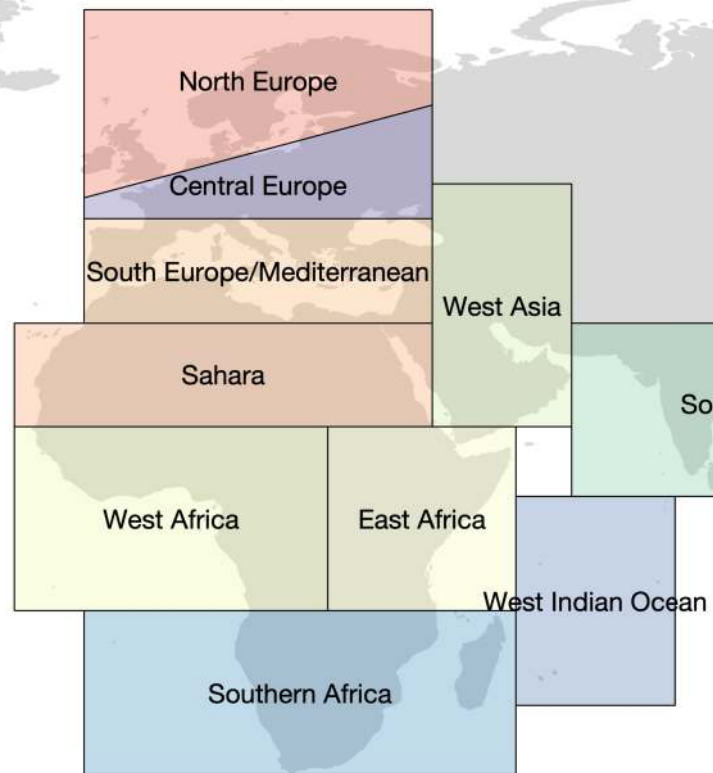 North Europe
Central Europe
South Europe/Mediterranean
West Asia
Sahara
So
West Africa
East Africa
West Indian Ocean
Southern Africa